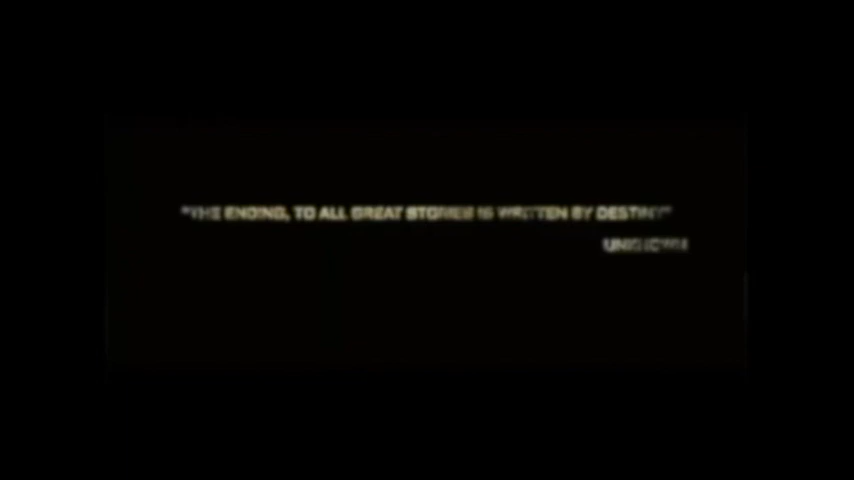 "THE ENDING, TO ALL GREAT STORIES IS WRITTEN BY DESTINY"
UNKNOWN